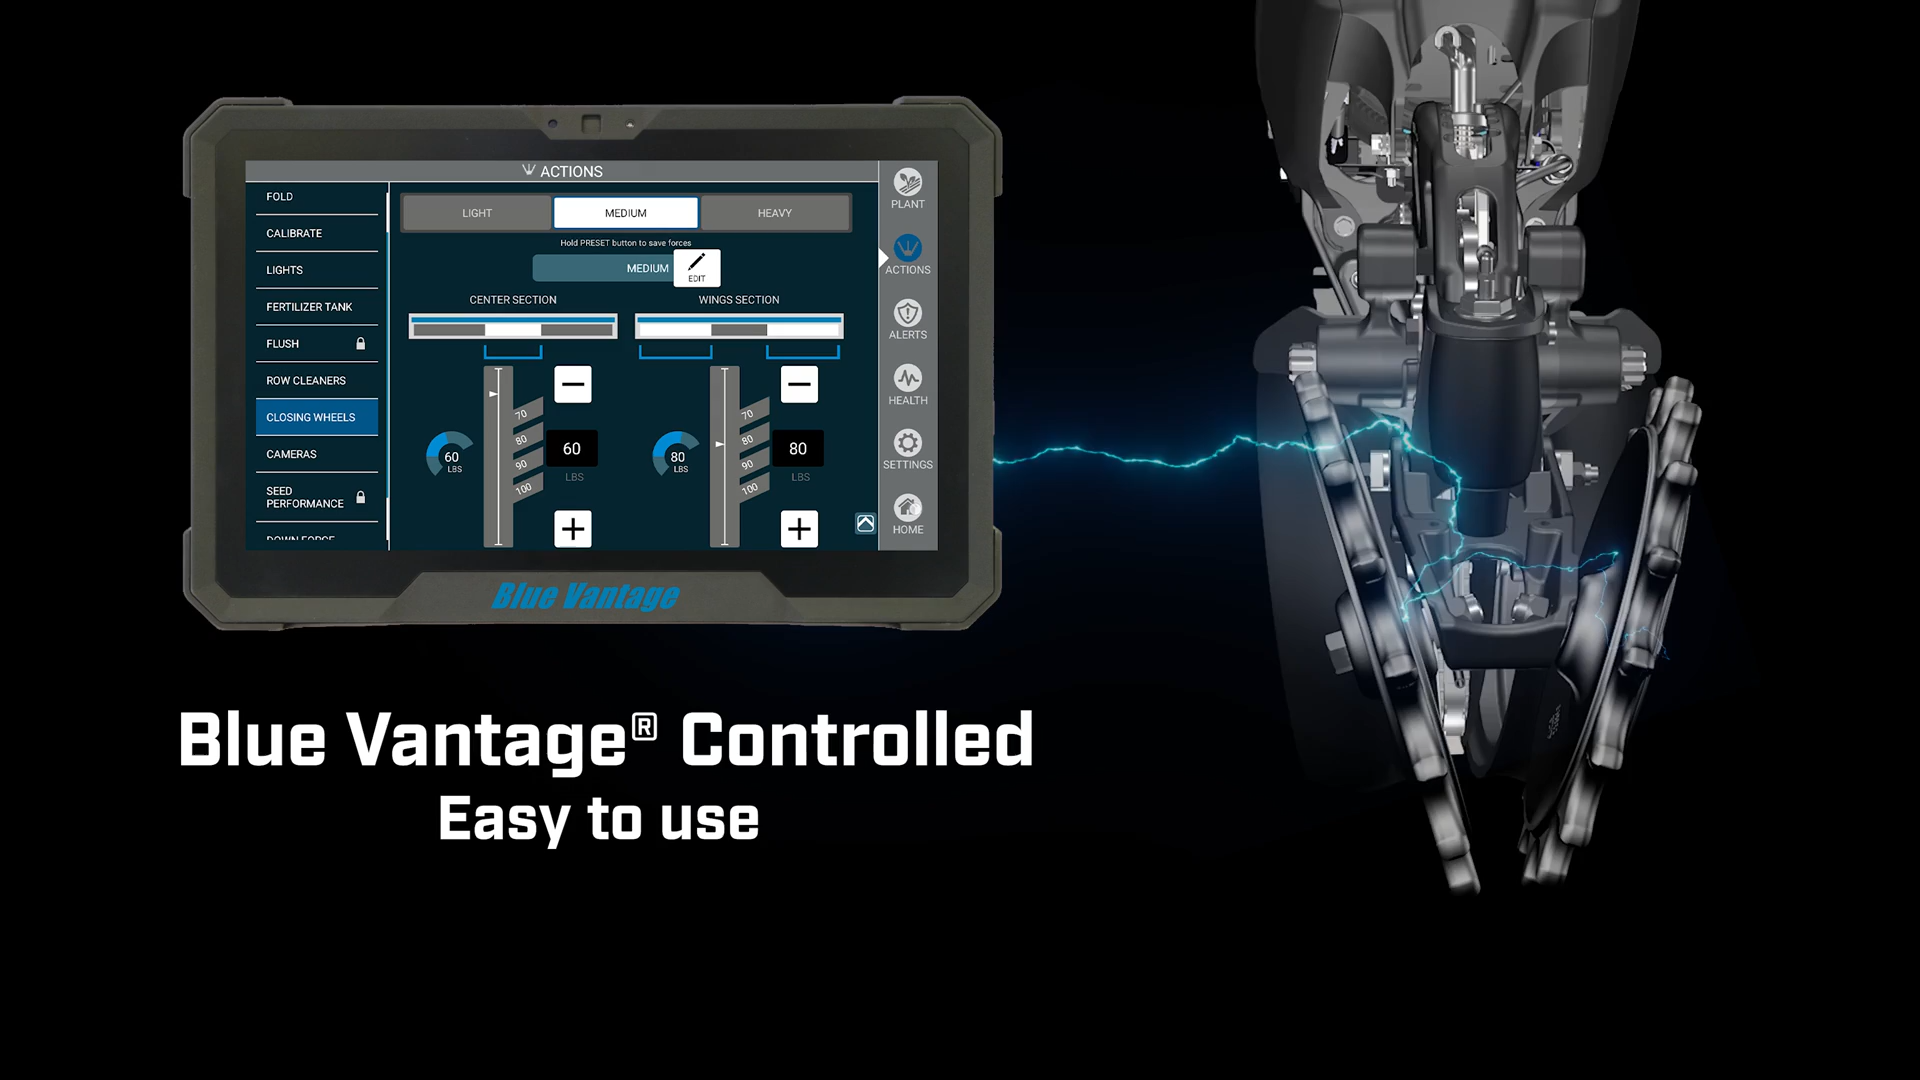 ACTIONS
FOLD
CALIBRATE
LIGHTS
FERTILIZER TANK
FLUSH
ROW CLEANERS
CLOSING WHEELS
CAMERAS
SEED
PERFORMANCE
DOWN FORCE
LIGHT MEDIUM HEAVY
Hold PRESET button to save forces
MEDIUM EDIT
CENTER SECTION
60
LBS
70
80
90
100
60
LBS
WINGS SECTION
80
LBS
70
80
90
100
80
LBS
PLANT
ACTIONS
ALERTS
HEALTH
SETTINGS
HOME
Blue Vantage
Blue Vantage® Controlled
Easy to use